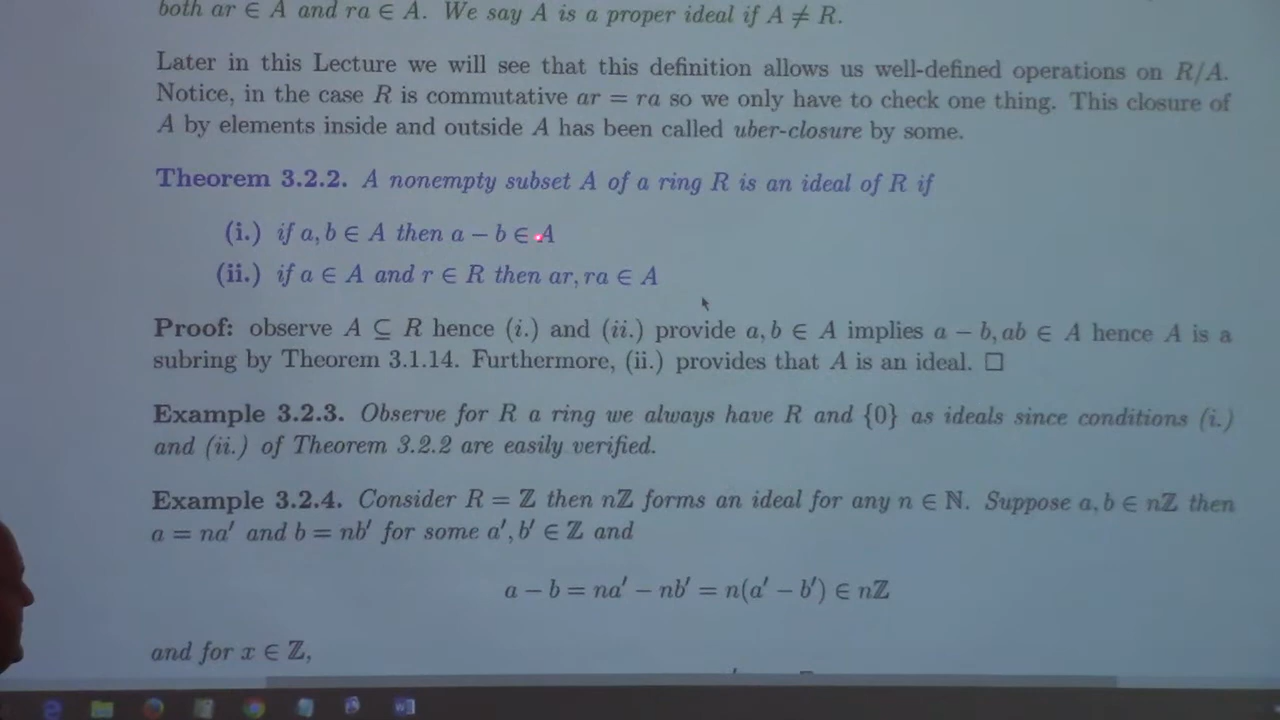 both ar ∈ A and ra ∈ A. We say A is a proper ideal if A ≠ R.
Later in this Lecture we will see that this definition allows us well-defined operations on R/A.
Notice, in the case R is commutative ar = ra so we only have to check one thing. This closure of
A by elements inside and outside A has been called uber-closure by some.
Theorem 3.2.2. A nonempty subset A of a ring R is an ideal of R if
(i.) if a, b ∈ A then a − b ∈ A
(ii.) if a ∈ A and r ∈ R then ar, ra ∈ A
Proof: observe A ⊆ R hence (i.) and (ii.) provide a, b ∈ A implies a − b, ab ∈ A hence A is a
subring by Theorem 3.1.14. Furthermore, (ii.) provides that A is an ideal. □
Example 3.2.3. Observe for R a ring we always have R and {0} as ideals since conditions (i.)
and (ii.) of Theorem 3.2.2 are easily verified.
Example 3.2.4. Consider R = ℤ then nℤ forms an ideal for any n ∈ ℕ. Suppose a, b ∈ nℤ then
a = na′ and b = nb′ for some a′, b′ ∈ ℤ and
a − b = na′ − nb′ = n(a′ − b′) ∈ nℤ
and for x ∈ ℤ,